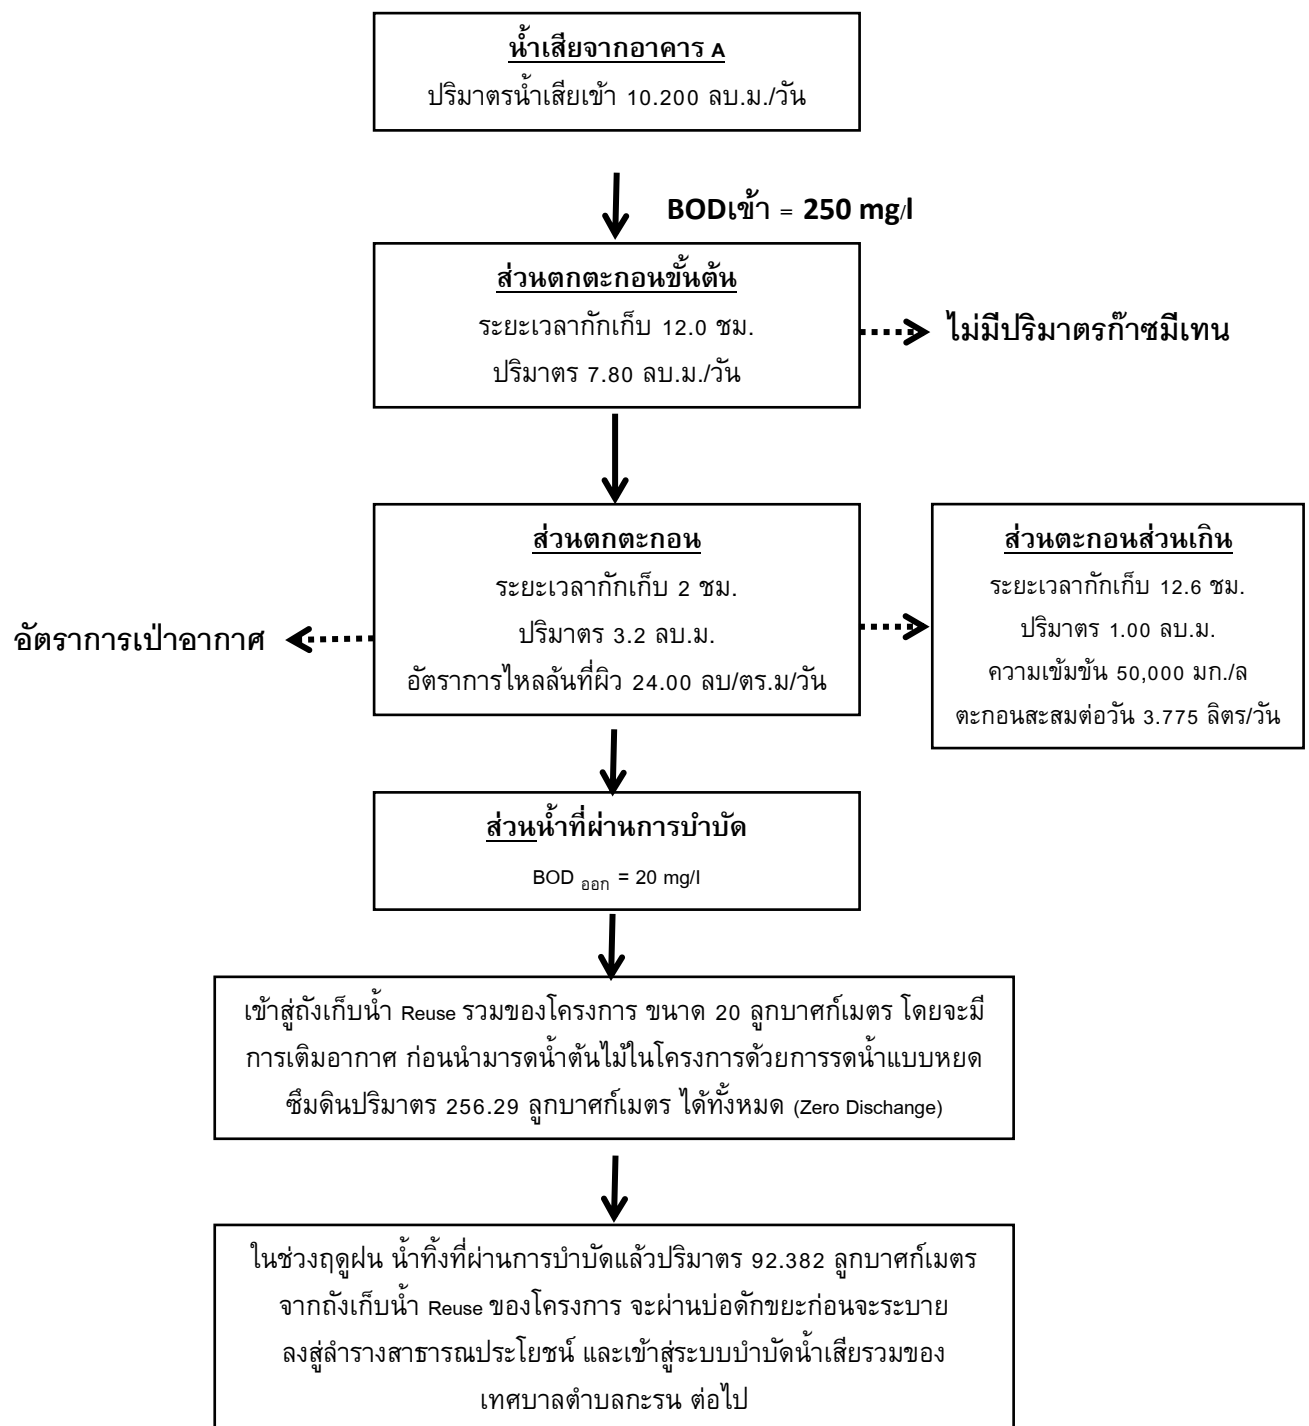 น้ำเสียจากอาคาร A
ปริมาตรน้ำเสียเข้า 10.200 ลบ.ม./วัน
BODเข้า = 250 mg/l
ส่วนตกตะกอนขั้นต้น
ระยะเวลากักเก็บ 12.0 ชม.
ปริมาตร 7.80 ลบ.ม./วัน
ไม่มีปริมาตรก๊าซมีเทน
ส่วนตกตะกอน
ระยะเวลากักเก็บ 2 ชม.
ปริมาตร 3.2 ลบ.ม.
อัตราการไหลล้นที่ผิว 24.00 ลบ/ตร.ม/วัน
อัตราการเป่าอากาศ
ส่วนตะกอนส่วนเกิน
ระยะเวลากักเก็บ 12.6 ชม.
ปริมาตร 1.00 ลบ.ม.
ความเข้มข้น 50,000 มก./ล
ตะกอนสะสมต่อวัน 3.775 ลิตร/วัน
ส่วนน้ำที่ผ่านการบำบัด
BOD ออก = 20 mg/l
เข้าสู่ถังเก็บน้ำ Reuse รวมของโครงการ ขนาด 20 ลูกบาศก์เมตร โดยจะมี
การเติมอากาศ ก่อนนำมารดน้ำต้นไม้ในโครงการด้วยการรดน้ำแบบหยด
ซึมดินปริมาตร 256.29 ลูกบาศก์เมตร ได้ทั้งหมด (Zero Dischange)
ในช่วงฤดูฝน น้ำทิ้งที่ผ่านการบำบัดแล้วปริมาตร 92.382 ลูกบาศก์เมตร
จากถังเก็บน้ำ Reuse ของโครงการ จะผ่านบ่อดักขยะก่อนจะระบาย
ลงสู่ลำรางสาธารณประโยชน์ และเข้าสู่ระบบบำบัดน้ำเสียรวมของ
เทศบาลตำบลกะรน ต่อไป